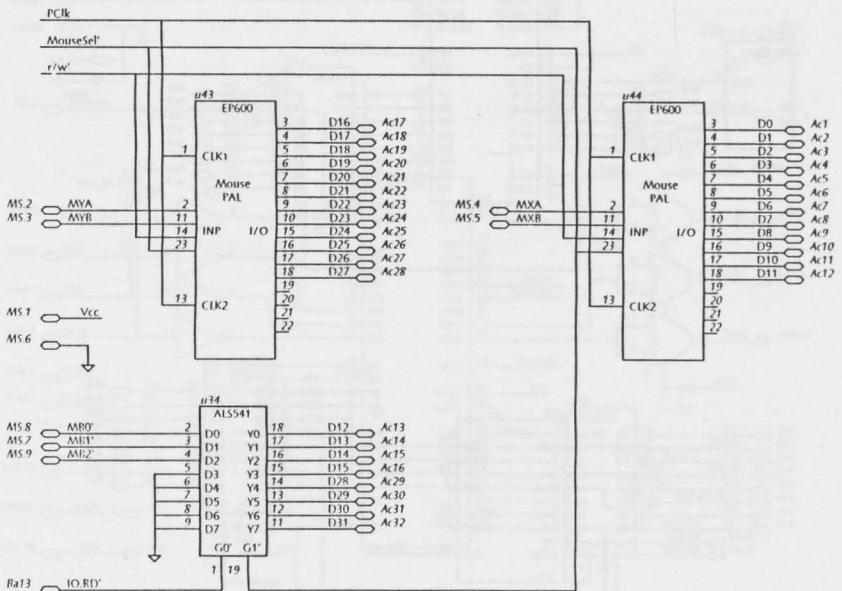 PClk
MouseSel'
r/w'
u43
EP600
1 CLK1
Mouse
PAL
M5.2 MYA 2
M5.3 MYB 11
14 INP I/O
23
13 CLK2
3 D16 Ac17
4 D17 Ac18
5 D18 Ac19
6 D19 Ac20
7 D20 Ac21
8 D21 Ac22
9 D22 Ac23
10 D23 Ac24
15 D24 Ac25
16 D25 Ac26
17 D26 Ac27
18 D27 Ac28
19
20
21
22
M5.1 Vcc
M5.6
u44
EP600
1 CLK1
Mouse
PAL
M5.4 MXA 2
M5.5 MXB 11
14 INP I/O
23
13 CLK2
3 D0 Ac1
4 D1 Ac2
5 D2 Ac3
6 D3 Ac4
7 D4 Ac5
8 D5 Ac6
9 D6 Ac7
10 D7 Ac8
15 D8 Ac9
16 D9 Ac10
17 D10 Ac11
18 D11 Ac12
19
20
21
22
u34
ALS541
M5.8 MB0' 2 D0 Y0 18 D12 Ac13
M5.7 MB1' 3 D1 Y1 17 D13 Ac14
M5.9 MB2' 4 D2 Y2 16 D14 Ac15
5 D3 Y3 15 D15 Ac16
6 D4 Y4 14 D28 Ac29
7 D5 Y5 13 D29 Ac30
8 D6 Y6 12 D30 Ac31
9 D7 Y7 11 D31 Ac32
G0' G1'
1 19
Ba13 IO.RD'